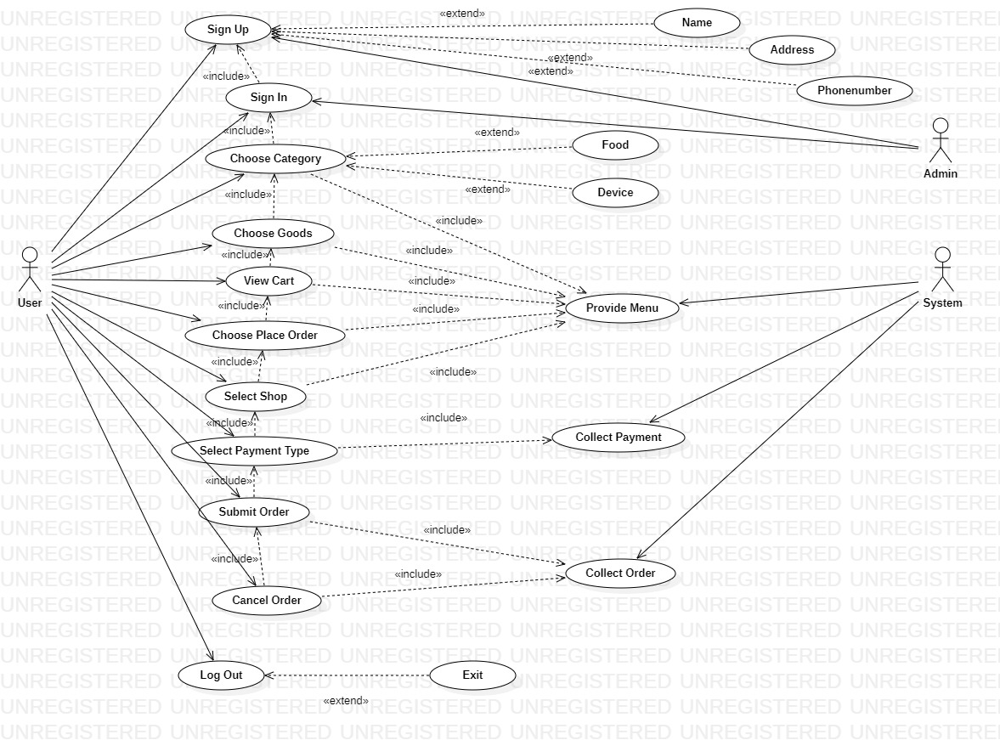 «extend»
Name
Sign Up
Address
«extend»
«extend»
«include»
Phonenumber
Sign In
«include»
«extend»
Food
Choose Category
Admin
«extend»
Device
«include»
«include»
Choose Goods
«include»
«include»
View Cart
«include»
User
System
«include»
«include»
Provide Menu
Choose Place Order
«include»
«include»
Select Shop
«include»
«include»
Collect Payment
Select Payment Type
«include»
Submit Order
«include»
«include»
«include»
Collect Order
Cancel Order
Log Out
Exit
«extend»
UNREGISTERED